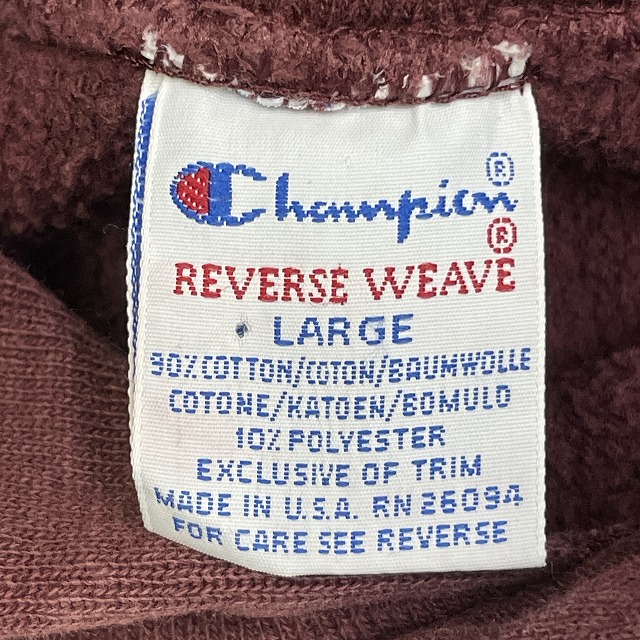 Champion®
REVERSE WEAVE®
LARGE
90% COTTON/COTON/BAUMWOLLE
COTONE/KATOEN/BOMULD
10% POLYESTER
EXCLUSIVE OF TRIM
MADE IN U.S.A. RN 26094
FOR CARE SEE REVERSE